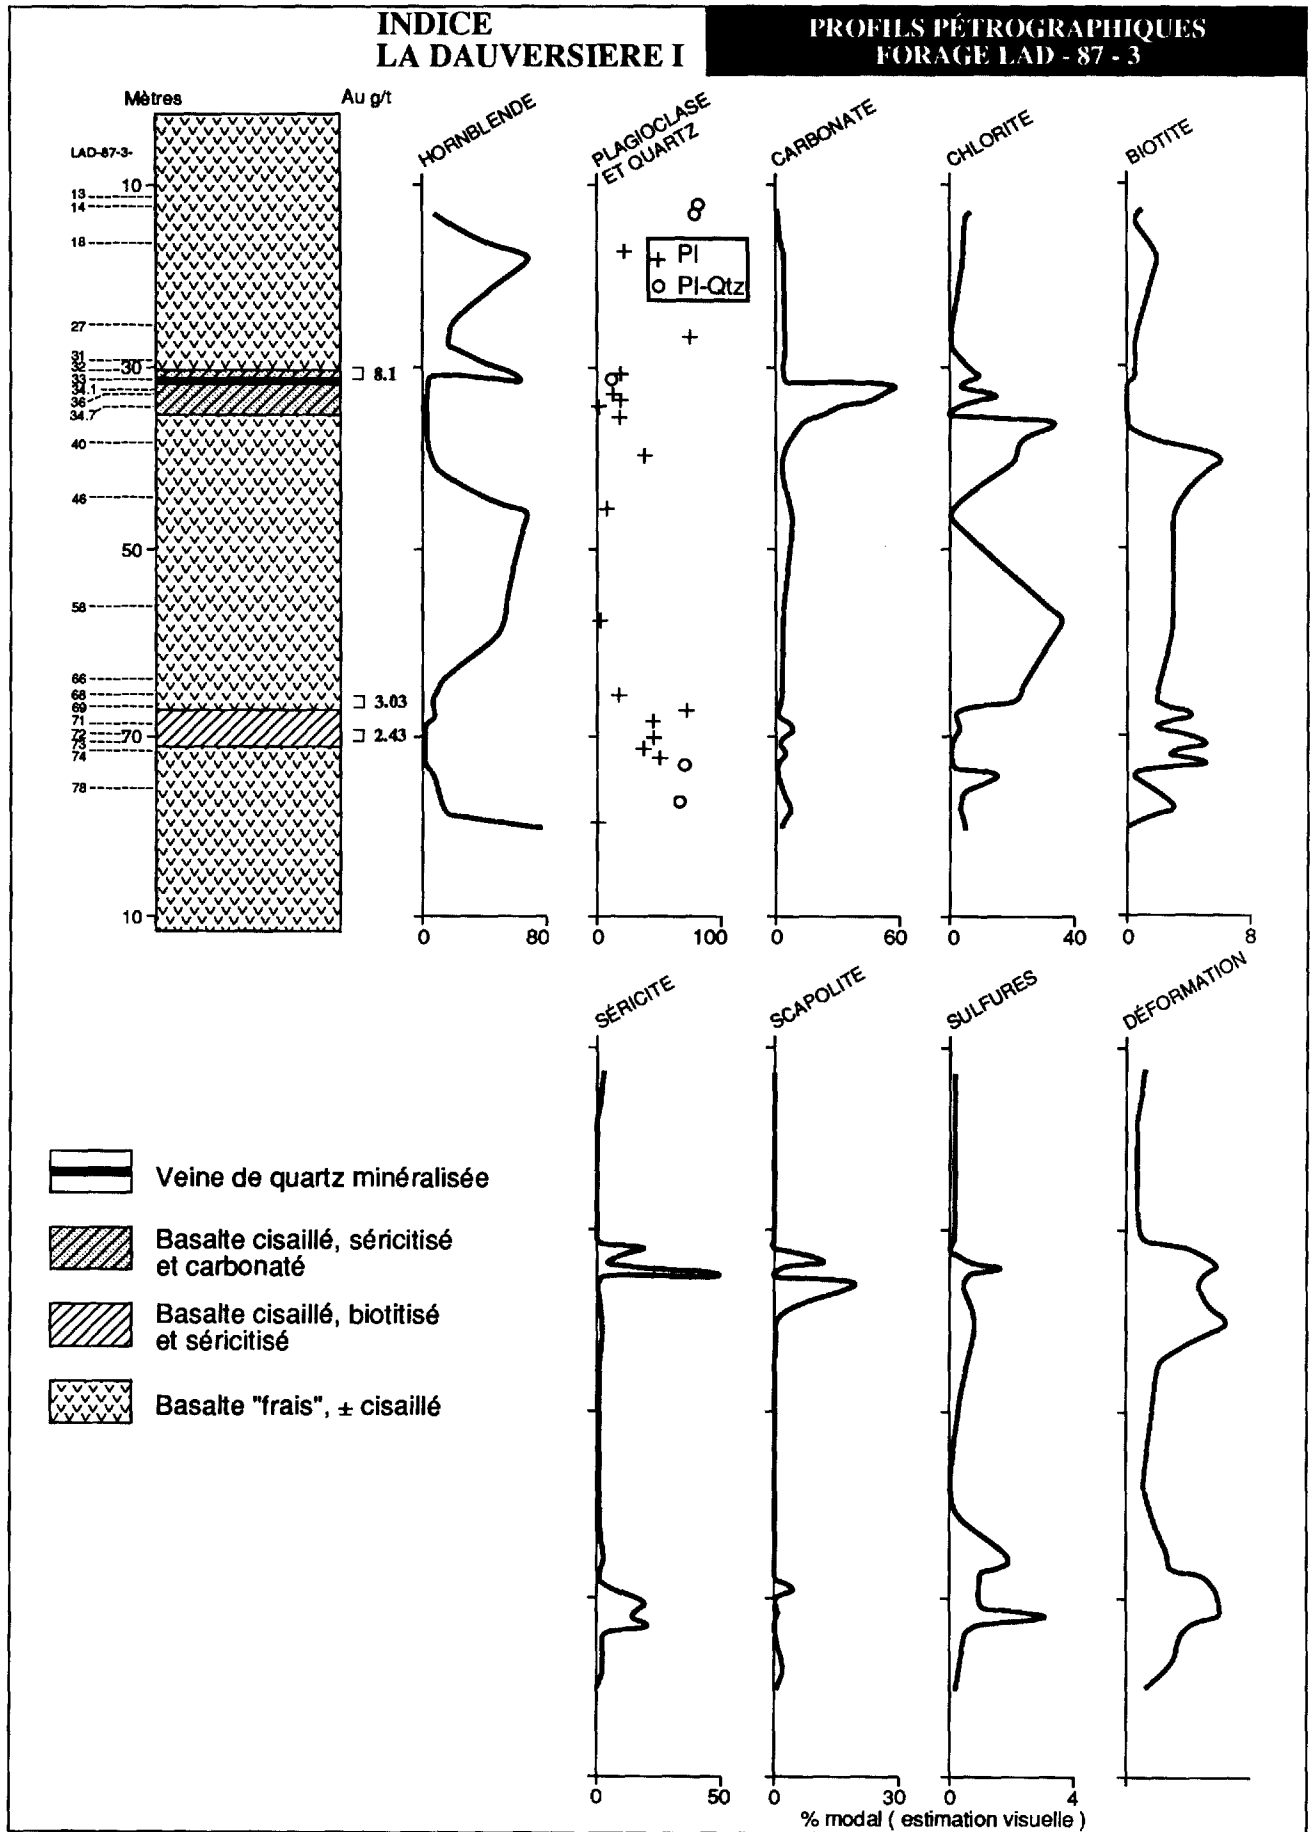 INDICE
LA DAUVERSIERE I
PROFILS PÉTROGRAPHIQUES
FORAGE LAD - 87 - 3
Mètres
Au g/t
LAD-87-3-
10
13
14
18
27
31
32
30
33
34.1
36
34.7
40
46
50
58
66
68
69
71
72
70
73
74
78
10
8.1
3.03
2.43
HORNBLENDE
0 80
PLAGIOCLASE
ET QUARTZ
+ Pl
o Pl-Qtz
0 100
CARBONATE
0 60
CHLORITE
0 40
BIOTITE
0 8
SÉRICITE
0 50
SCAPOLITE
0 30
SULFURES
0 4
DÉFORMATION
% modal ( estimation visuelle )
Veine de quartz minéralisée
Basalte cisaillé, séricitisé
et carbonaté
Basalte cisaillé, biotitisé
et séricitisé
Basalte "frais", ± cisaillé